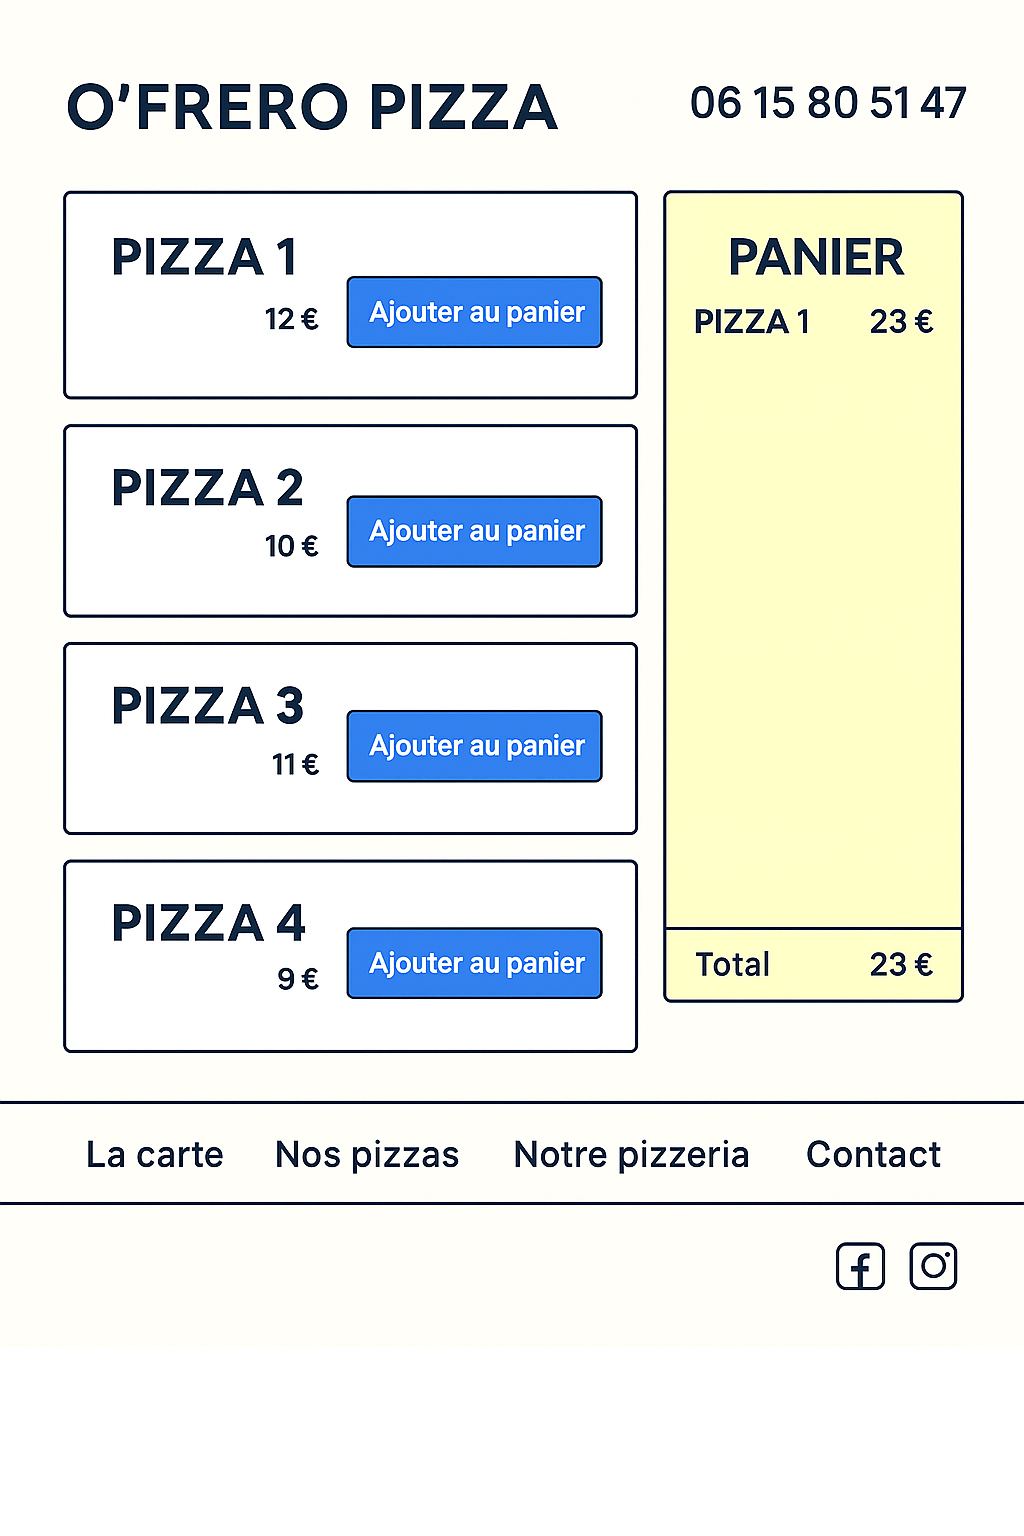 O’FRERO PIZZA
06 15 80 51 47
PIZZA 1
12 €
Ajouter au panier
PIZZA 2
10 €
Ajouter au panier
PIZZA 3
11 €
Ajouter au panier
PIZZA 4
9 €
Ajouter au panier
PANIER
PIZZA 1 23 €
Total 23 €
La carte Nos pizzas Notre pizzeria Contact